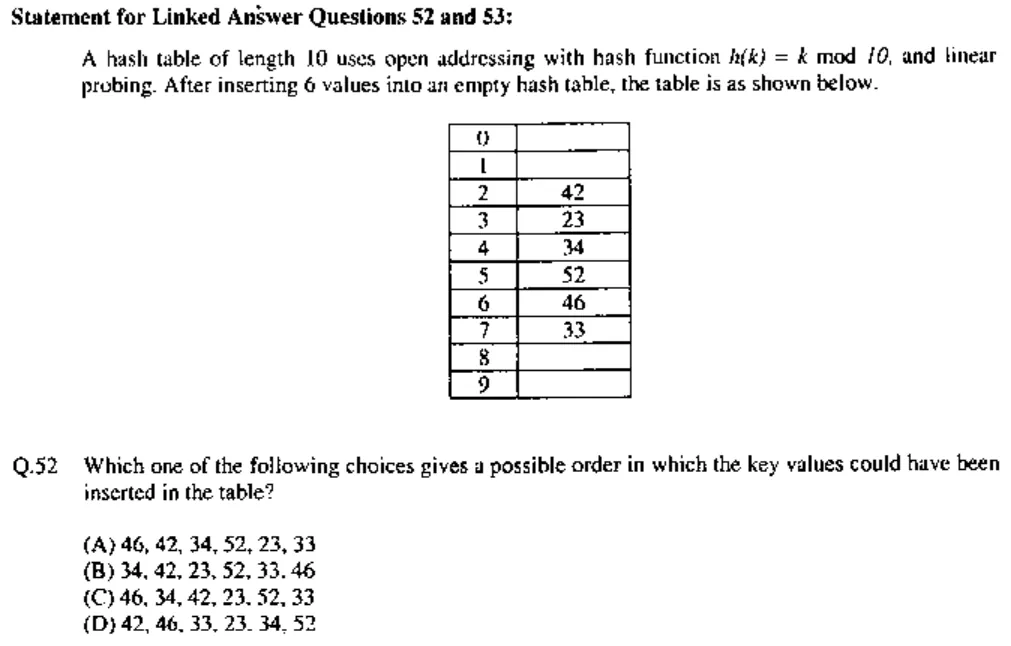 Statement for Linked Answer Questions 52 and 53:
A hash table of length 10 uses open addressing with hash function h(k) = k mod 10, and linear
probing. After inserting 6 values into an empty hash table, the table is as shown below.
0
1
2 42
3 23
4 34
5 52
6 46
7 33
8
9
Q.52 Which one of the following choices gives a possible order in which the key values could have been
inserted in the table?
(A) 46, 42, 34, 52, 23, 33
(B) 34, 42, 23, 52, 33, 46
(C) 46, 34, 42, 23, 52, 33
(D) 42, 46, 33, 23, 34, 52